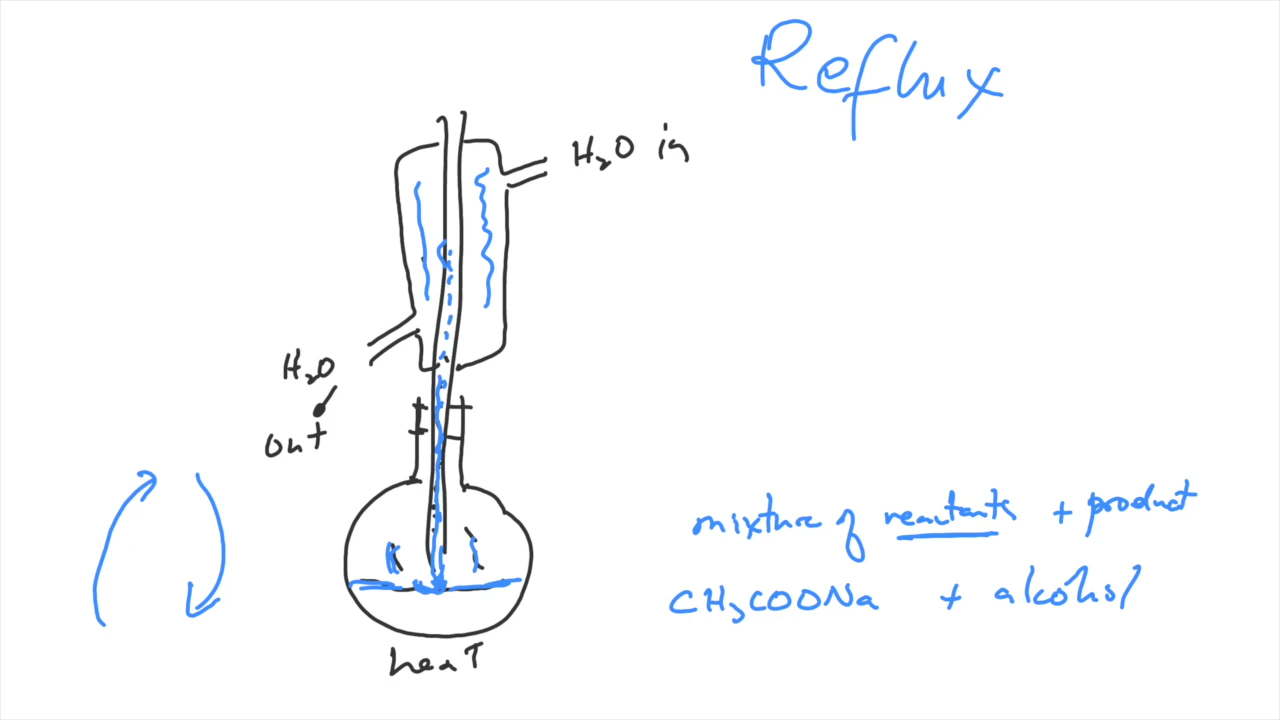 Reflux
H₂O in
H₂O
out
mixture of reactants + product
CH₃COONa + alcohol
heat